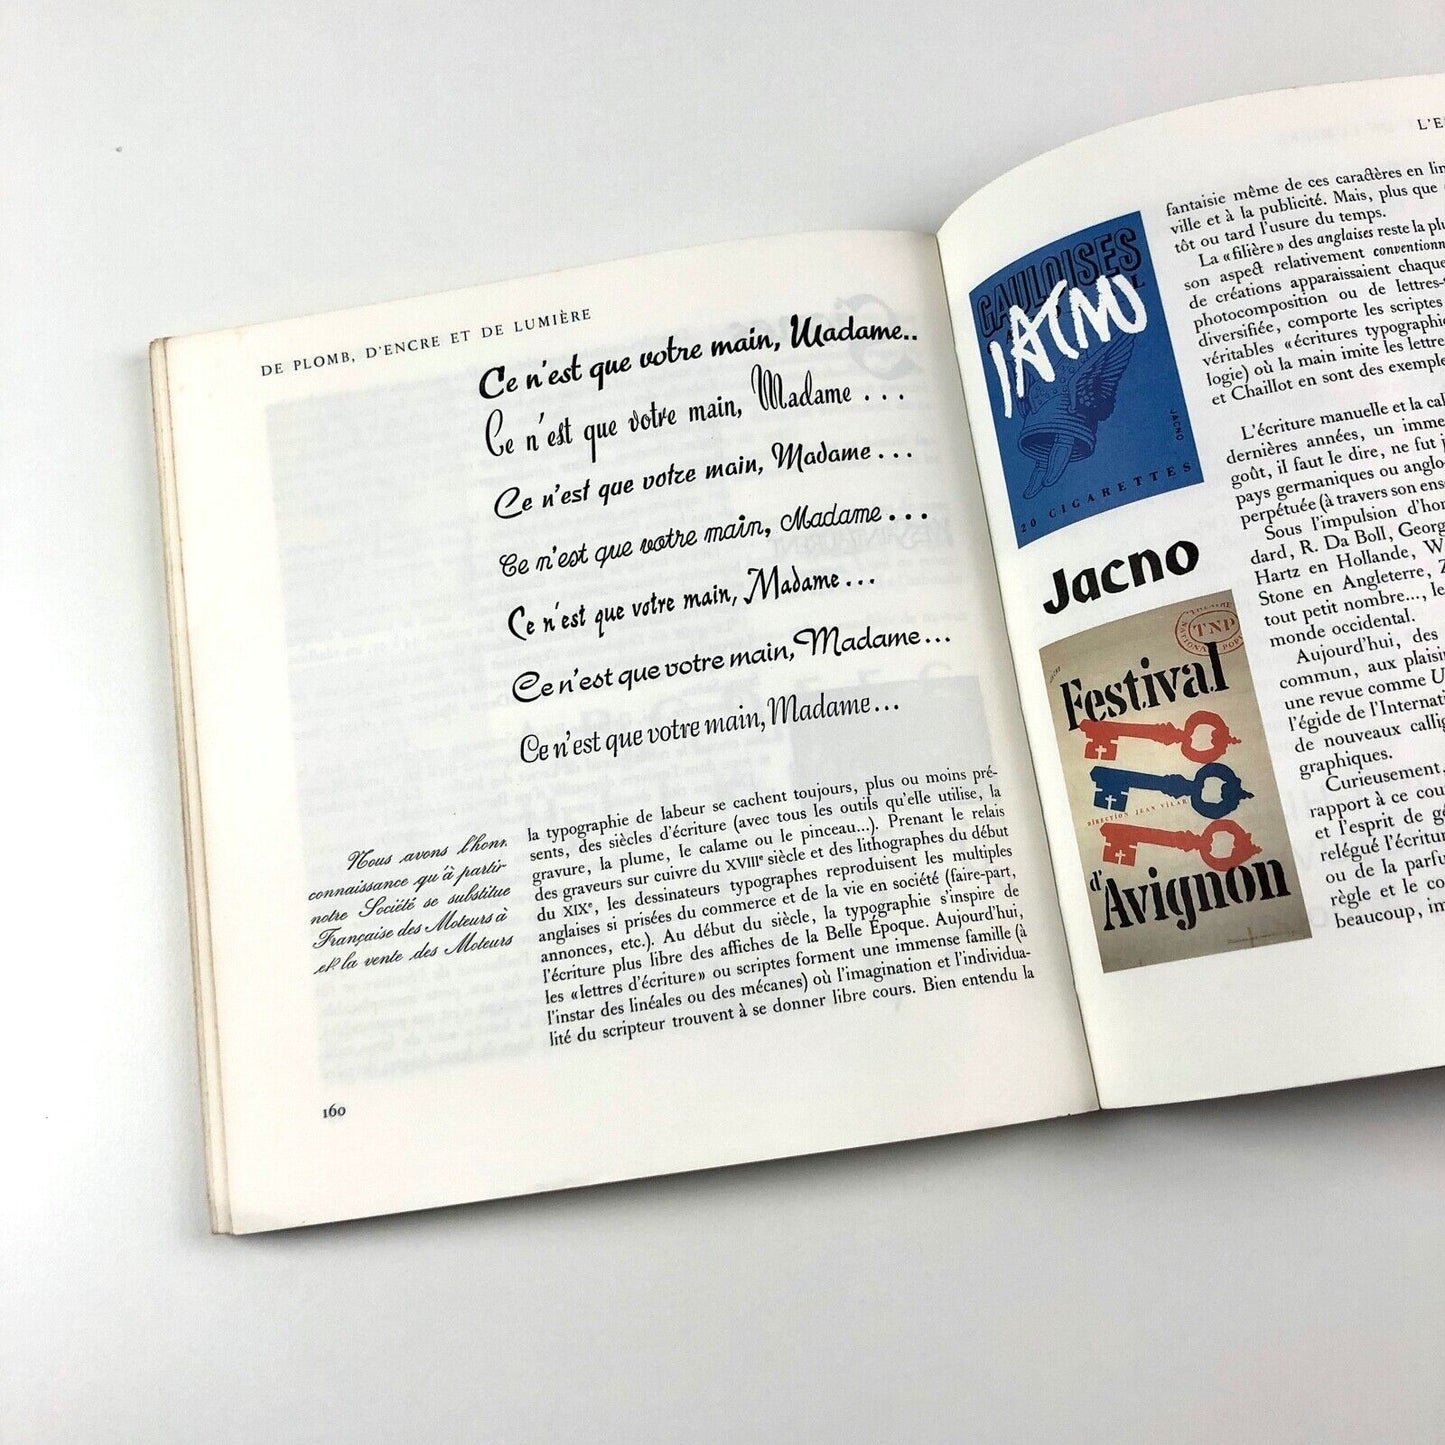 DE PLOMB, D'ENCRE ET DE LUMIÈRE
Ce n'est que votre main, Madame..
Ce n'est que votre main, Madame ...
Ce n'est que votre main, Madame ...
Ce n'est que votre main, Madame ...
Ce n'est que votre main, Madame ...
Ce n'est que votre main, Madame ...
Ce n'est que votre main, Madame ...
Nous avons l'honn
connaissance qu'à partir
notre Société se substitue
Française des Moteurs à
et la vente des Moteurs
la typographie de labeur se cachent toujours, plus ou moins pré-
sents, des siècles d'écriture (avec tous les outils qu'elle utilise, la
gravure, la plume, le calame ou le pinceau...). Prenant le relais
des graveurs sur cuivre du XVIIIe siècle et des lithographes du début
du XIXe, les dessinateurs typographes reproduisent les multiples
anglaises si prisées du commerce et de la vie en société (faire-part,
annonces, etc.). Au début du siècle, la typographie s'inspire de
l'écriture plus libre des affiches de la Belle Époque. Aujourd'hui,
les «lettres d'écriture» ou scriptes forment une immense famille (à
l'instar des linéales ou des mécanes) où l'imagination et l'individua-
lité du scripteur trouvent à se donner libre cours. Bien entendu la
160
L'E
GAULOISES
JACNO
JACNO
20 CIGARETTES
Jacno
TNP
Festival
DIRECTION JEAN VILAR
d'Avignon
fantaisie même de ces caractères en lin
ville et à la publicité. Mais, plus que
tôt ou tard l'usure du temps.
La «filière» des anglaises reste la plu
son aspect relativement conventionn
de créations apparaissaient chaque
photocomposition ou de lettres-t
diversifiée, comporte les scriptes
véritables «écritures typographi
logie) où la main imite les lettre
et Chaillot en sont des exemple
L'écriture manuelle et la cal
dernières années, un imme
goût, il faut le dire, ne fut j
pays germaniques ou anglo-
perpétuée (à travers son ens
Sous l'impulsion d'hor
dard, R. Da Boll, Georg
Hartz en Hollande, W
Stone en Angleterre, Z
tout petit nombre..., le
monde occidental.
Aujourd'hui, des
commun, aux plaisir
une revue comme U
l'égide de l'Internati
de nouveaux callig
graphiques.
Curieusement,
rapport à ce cou
et l'esprit de gé
relégué l'écritur
ou de la parfu
règle et le co
beaucoup, im